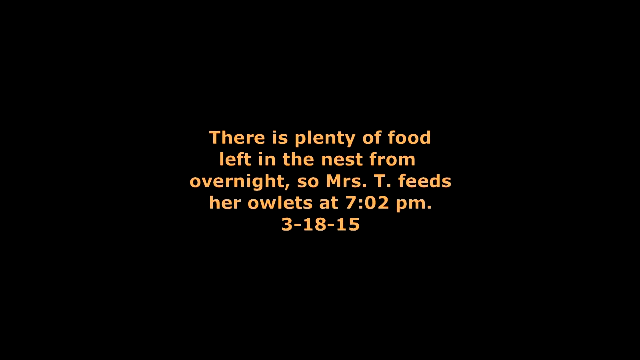 There is plenty of food
left in the nest from
overnight, so Mrs. T. feeds
her owlets at 7:02 pm.
3-18-15